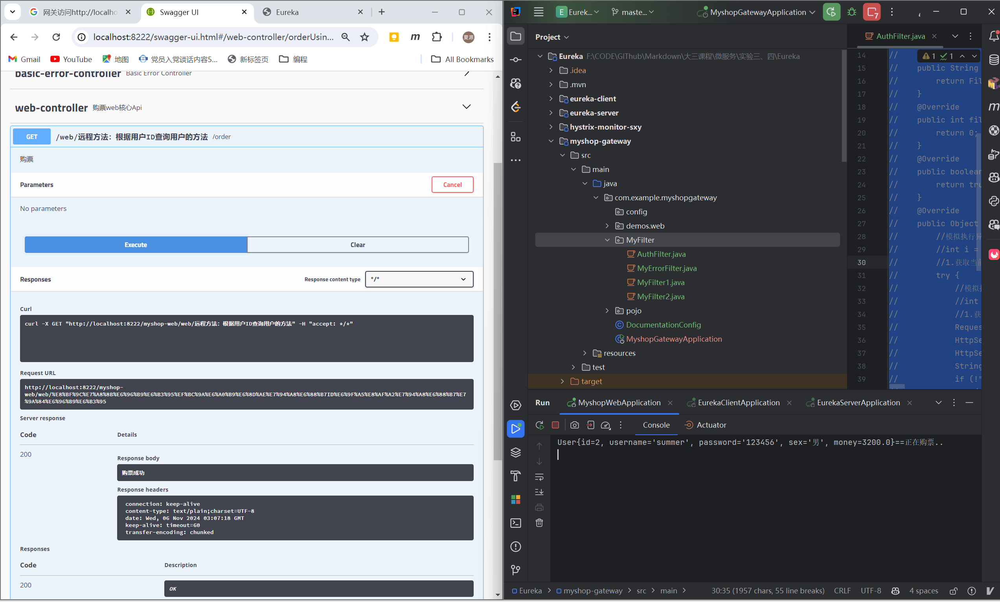 网关访问http://localho
Swagger UI
Eureka
localhost:8222/swagger-ui.html#/web-controller/orderUsin...
夏源
Gmail
YouTube
地图
党员入党谈话内容5...
新标签页
编程
All Bookmarks
basic-error-controller Basic Error Controller
web-controller 购票web核心Api
GET /web/远程方法：根据用户ID查询用户的方法 /order
购票
Parameters
Cancel
No parameters
Execute
Clear
Responses
Response content type
*/*
Curl
curl -X GET "http://localhost:8222/myshop-web/web/远程方法：根据用户ID查询用户的方法" -H "accept: */*"
Request URL
http://localhost:8222/myshop-
web/web/%E8%BF%9C%E7%A8%8B%E6%96%B9%E6%B3%95%EF%BC%9A%E6%A0%B9%E6%8D%AE%E7%94%A8%E6%88%B7ID%E6%9F%A5%E8%AF%A2%E7%94%A8%E6%88%B7%E7
%9A%84%E6%96%B9%E6%B3%95
Server response
Code
Details
200
Response body
购票成功
Response headers
connection: keep-alive
content-type: text/plain;charset=UTF-8
date: Wed, 06 Nov 2024 03:07:18 GMT
keep-alive: timeout=60
transfer-encoding: chunked
Responses
Code
Description
200
OK
E Eurek...
maste...
MyshopGatewayApplication
7
Project
Eureka F:\CODE\GIThub\Markdown\大三课程\微服务\实验三、四\Eureka
.idea
.mvn
eureka-client
eureka-server
hystrix-monitor-sxy
myshop-gateway
src
main
java
com.example.myshopgateway
config
demos.web
MyFilter
AuthFilter.java
MyErrorFilter.java
MyFilter1.java
MyFilter2.java
pojo
DocumentationConfig
MyshopGatewayApplication
resources
test
target
AuthFilter.java
1 1
14 //
15 // public String
16 // return Fil
17 // }
18 // @Override
19 // public int fil
20 // return 0;
21 // }
22 // @Override
23 // public boolean
24 // return tru
25 // }
26 // @Override
27 // public Object
28 // //模拟执行异
29 // //int i =
30 // //1.获取当前
31 // try {
32 // //模拟
33 // //int
34 // //1.获
35 // Reques
36 // HttpSe
37 // HttpSe
38 // String
39 // if (!"
Run
MyshopWebApplication
EurekaClientApplication
EurekaServerApplication
Console
Actuator
User{id=2, username='summer', password='123456', sex='男', money=3200.0}==正在购票..
Eureka > myshop-gateway > src > main >
30:35 (1957 chars, 55 line breaks)
CRLF
UTF-8
4 spaces